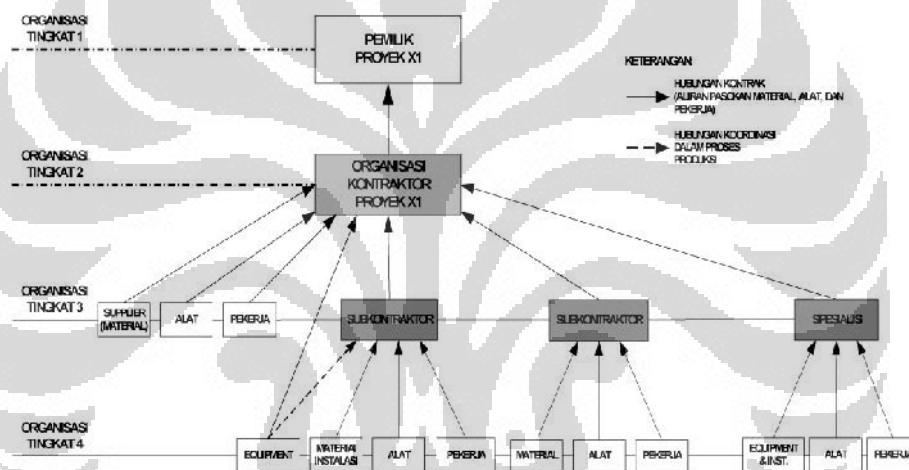 ORGANISASI
TINGKAT 1
PEMILIK
PROYEK X1
KETERANGAN:
HUBUNGAN KONTRAK
(ALIRAN PASOKAN MATERIAL, ALAT, DAN
PEKERJA)
HUBUNGAN KOORDINASI
DALAM PROSES
PRODUKSI
ORGANISASI
TINGKAT 2
ORGANISASI
KONTRAKTOR
PROYEK X1
ORGANISASI
TINGKAT 3
SUPPLIER
(MATERIAL)
ALAT
PEKERJA
SUBKONTRAKTOR
SUBKONTRAKTOR
SPESIALIS
ORGANISASI
TINGKAT 4
EQUIPMENT
MATERIAL
INSTALASI
ALAT
PEKERJA
MATERIAL
ALAT
PEKERJA
EQUIPMENT
& INST.
ALAT
PEKERJA